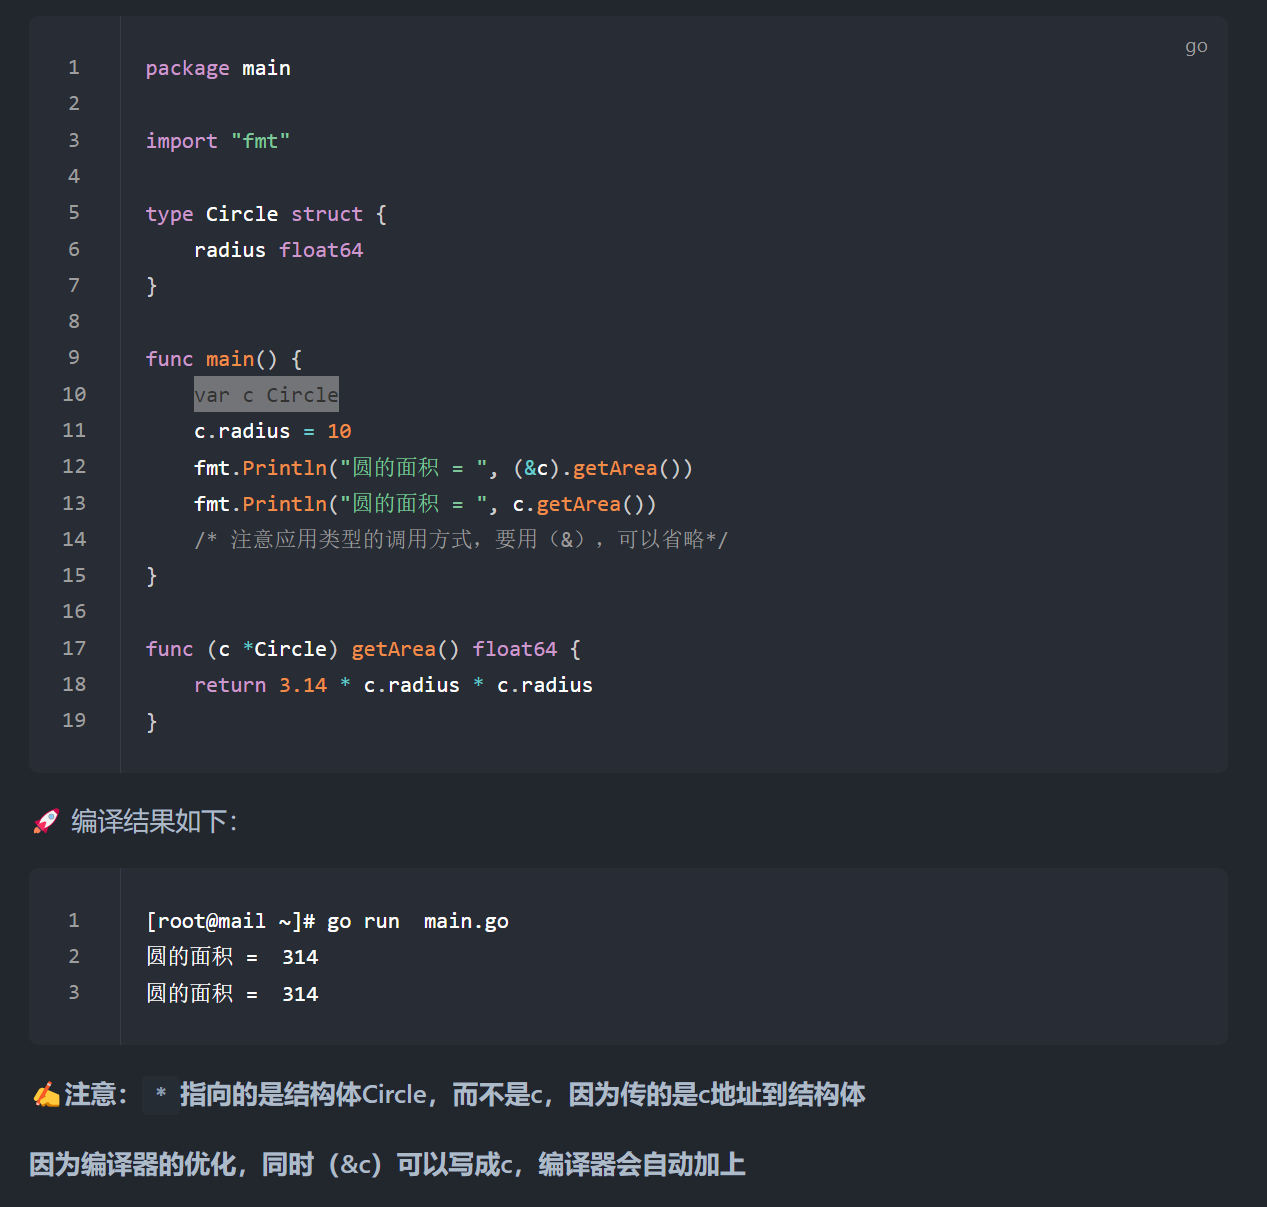 go
1 package main
2
3 import "fmt"
4
5 type Circle struct {
6 radius float64
7 }
8
9 func main() {
10 var c Circle
11 c.radius = 10
12 fmt.Println("圆的面积 = ", (&c).getArea())
13 fmt.Println("圆的面积 = ", c.getArea())
14 /* 注意应用类型的调用方式，要用（&），可以省略*/
15 }
16
17 func (c *Circle) getArea() float64 {
18 return 3.14 * c.radius * c.radius
19 }
🚀 编译结果如下：
1 [root@mail ~]# go run  main.go
2 圆的面积 =  314
3 圆的面积 =  314
✍️注意： * 指向的是结构体Circle，而不是c，因为传的是c地址到结构体
因为编译器的优化，同时（&c）可以写成c，编译器会自动加上